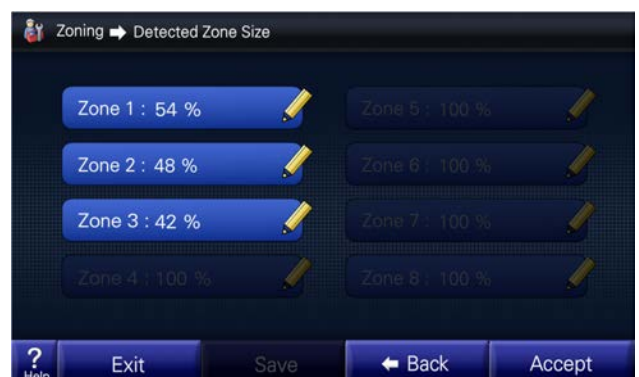 Zoning ➡ Detected Zone Size
Zone 1 : 54 %
Zone 2 : 48 %
Zone 3 : 42 %
Zone 4 : 100 %
Zone 5 : 100 %
Zone 6 : 100 %
Zone 7 : 100 %
Zone 8 : 100 %
? Help
Exit
Save
⬅ Back
Accept